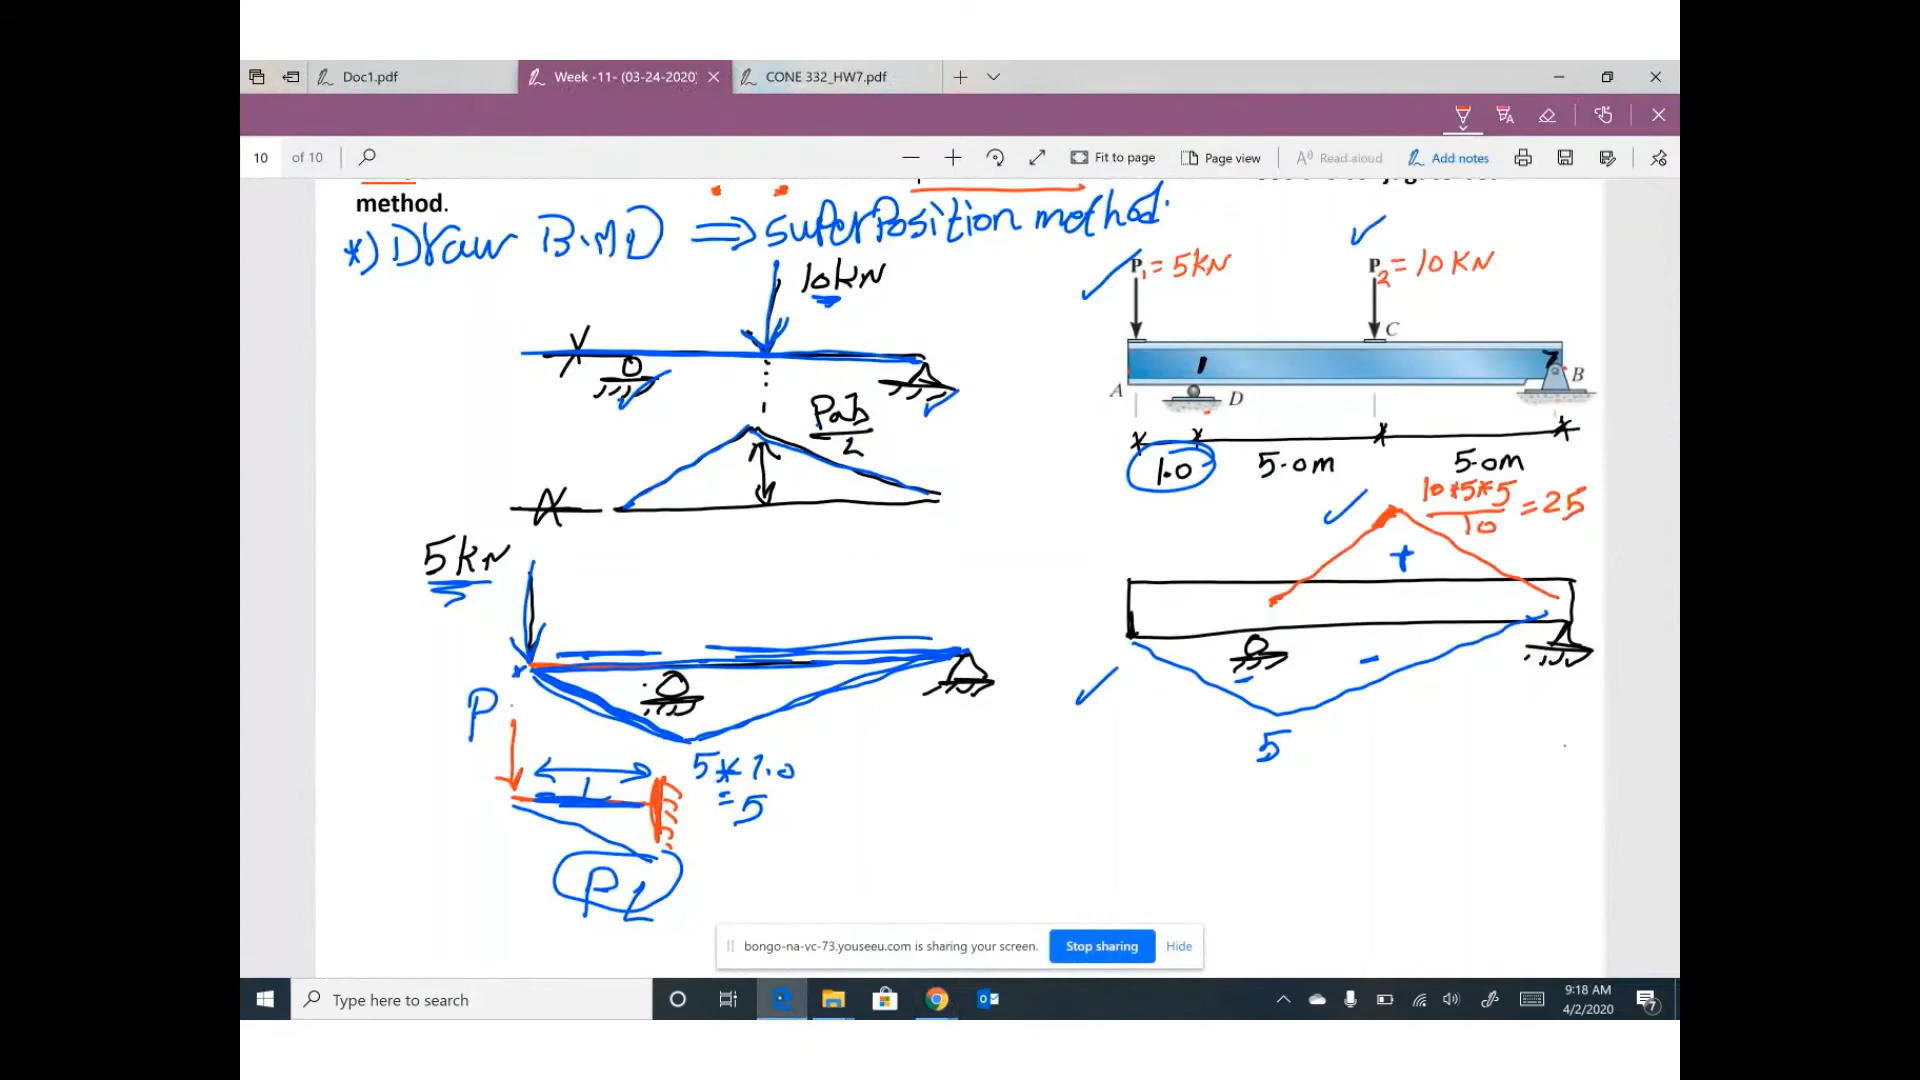 Doc1.pdf
Week -11- (03-24-2020)
CONE 332_HW7.pdf
10 of 10
Fit to page
Page view
Read aloud
Add notes
method.
*) Draw B.M.D ⇒ superPosition method.
10kN
Pab
2
5kN
P
L
5*1.0
=5
PL
P1 = 5KN
P2 = 10KN
C
A
D
B
1.0
5.0m
5.0m
10*5*5
10
=25
+
-
5
bongo-na-vc-73.youseeu.com is sharing your screen.
Stop sharing
Hide
Type here to search
9:18 AM
4/2/2020
7